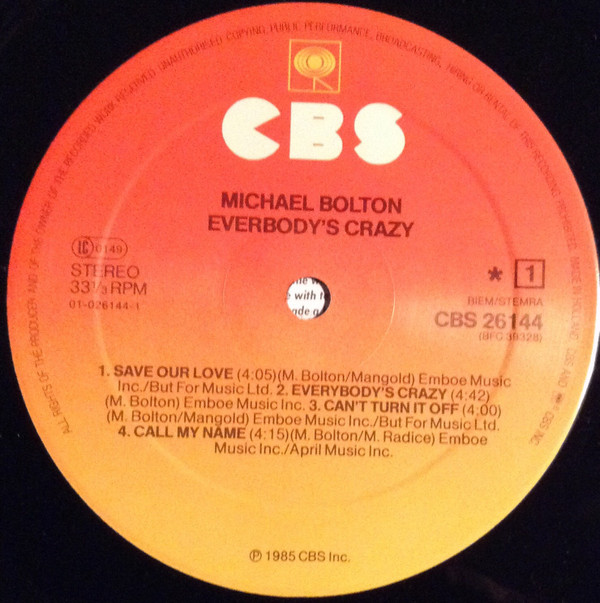 ALL RIGHTS OF THE PRODUCER AND OF THE OWNER OF THE RECORDED WORK RESERVED. UNAUTHORISED COPYING, PUBLIC PERFORMANCE, BROADCASTING, HIRING OR RENTAL OF THIS RECORDING PROHIBITED. MADE IN HOLLAND. CBS AND CBS INC
CBS
MICHAEL BOLTON
EVERBODY'S CRAZY
LC 0149
STEREO
33⅓ RPM
01-026144-1
* 1
BIEM/STEMRA
CBS 26144
(BFC 39328)
with
1. SAVE OUR LOVE (4:05)(M. Bolton/Mangold) Emboe Music
Inc./But For Music Ltd. 2. EVERYBODY'S CRAZY (4:42)
(M. Bolton) Emboe Music Inc. 3. CAN'T TURN IT OFF (4:00)
(M. Bolton/Mangold) Emboe Music Inc./But For Music Ltd.
4. CALL MY NAME (4:15)(M. Bolton/M. Radice) Emboe
Music Inc./April Music Inc.
℗ 1985 CBS Inc.